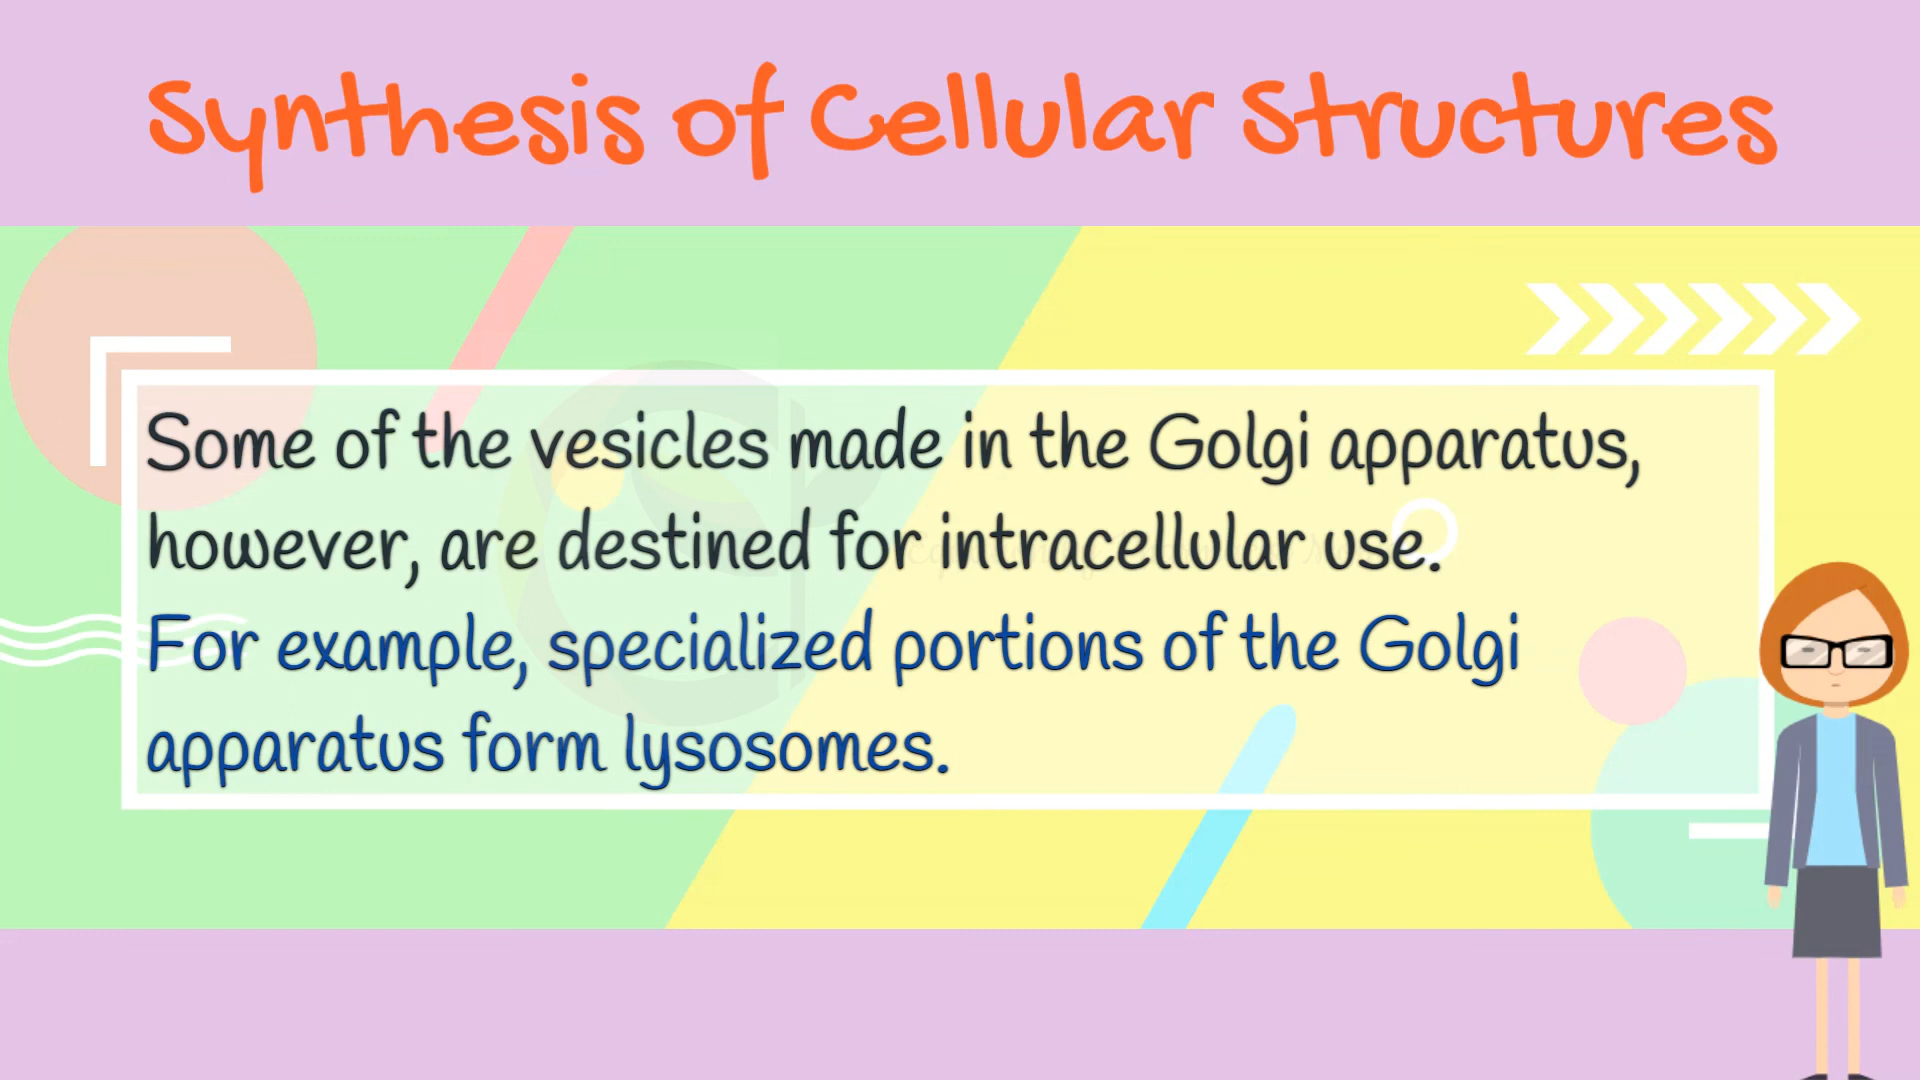 Synthesis of Cellular Structures
Some of the vesicles made in the Golgi apparatus,
however, are destined for intracellular use.
For example, specialized portions of the Golgi
apparatus form lysosomes.